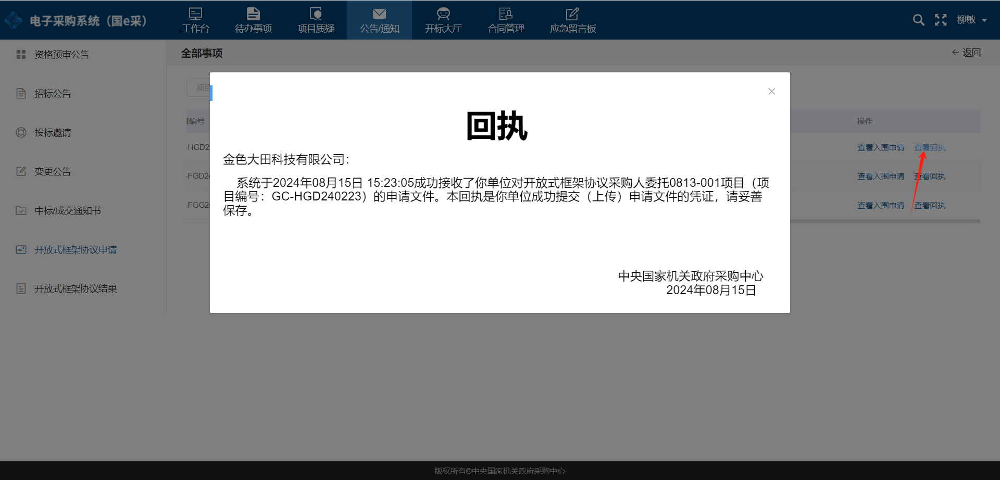 电子采购系统（国e采）
工作台
待办事项
项目质疑
公告/通知
开标大厅
合同管理
应急留言板
柳敏
资格预审公告
招标公告
投标邀请
变更公告
中标/成交通知书
开放式框架协议申请
开放式框架协议结果
全部事项
返回
项目
编号
操作
-HGD2
查看入围申请
查看回执
-FGD24
查看入围申请
查看回执
-FGG24
查看入围申请
查看回执
回执
金色大田科技有限公司：
系统于2024年08月15日 15:23:05成功接收了你单位对开放式框架协议采购人委托0813-001项目（项
目编号：GC-HGD240223）的申请文件。本回执是你单位成功提交（上传）申请文件的凭证，请妥善
保存。
中央国家机关政府采购中心
2024年08月15日
版权所有©中央国家机关政府采购中心